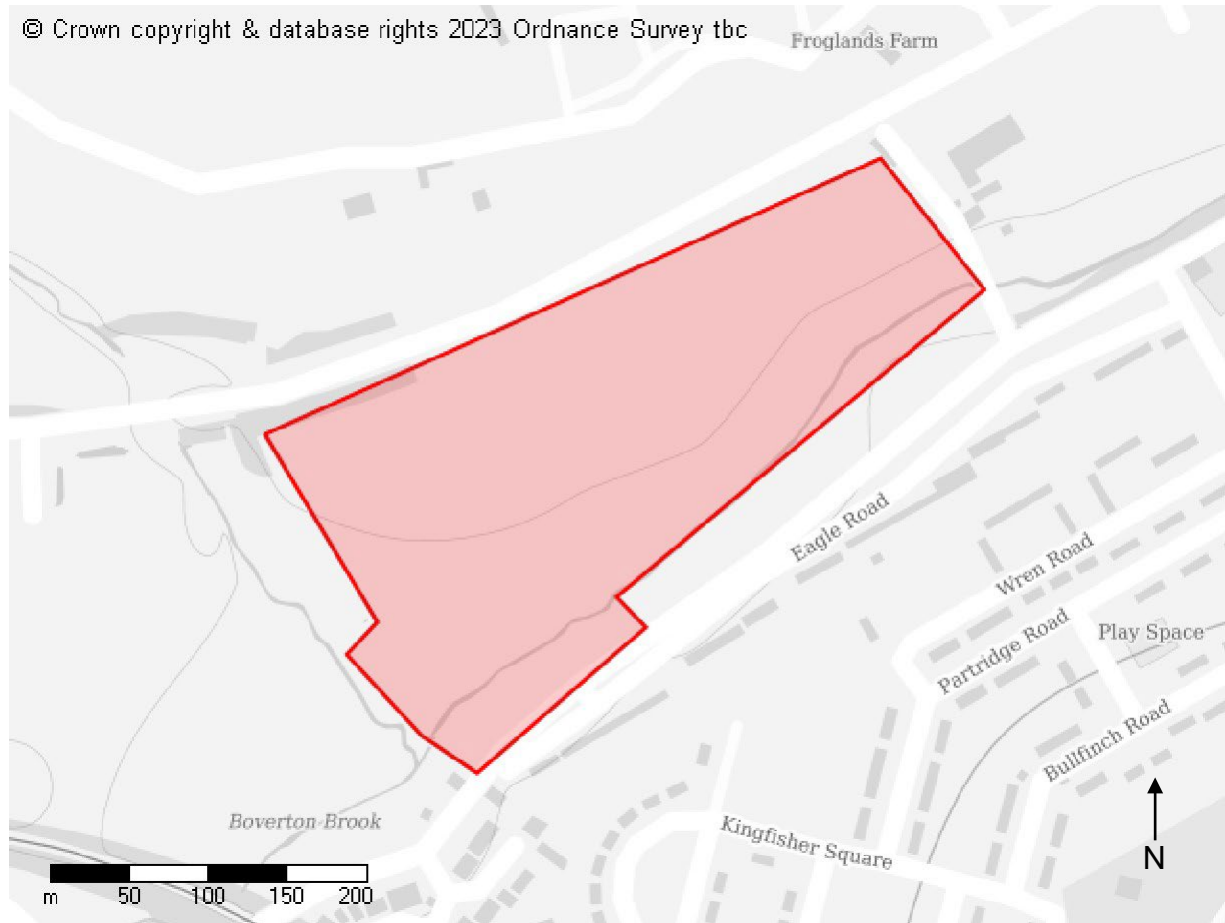 © Crown copyright & database rights 2023 Ordnance Survey tbc
Froglands Farm
Eagle Road
Wren Road
Partridge Road
Play Space
Bullfinch Road
Boverton Brook
Kingfisher Square
m 50 100 150 200
N